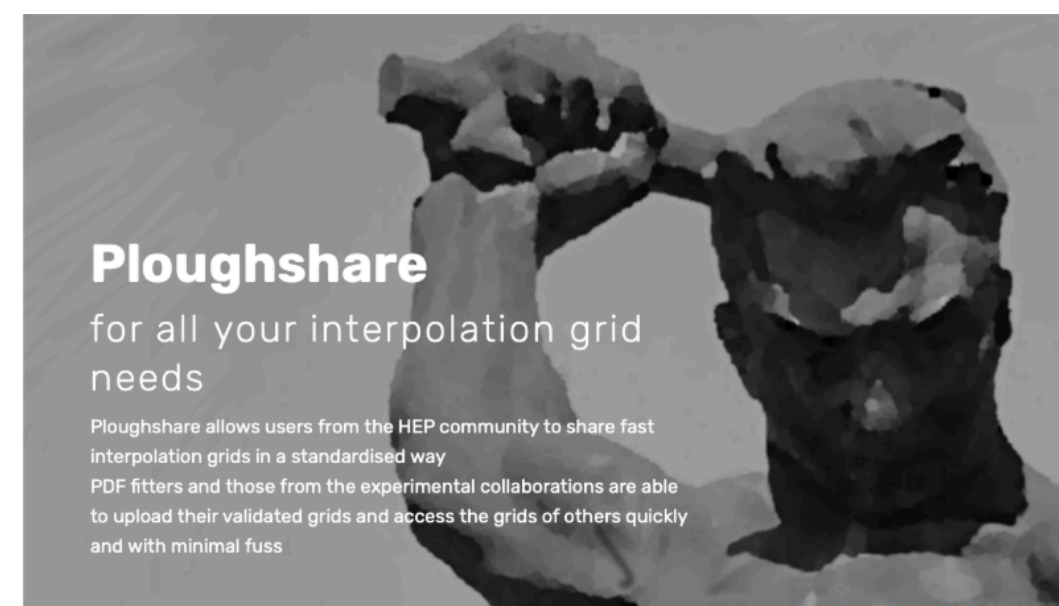 Ploughshare
for all your interpolation grid
needs
Ploughshare allows users from the HEP community to share fast
interpolation grids in a standardised way
PDF fitters and those from the experimental collaborations are able
to upload their validated grids and access the grids of others quickly
and with minimal fuss